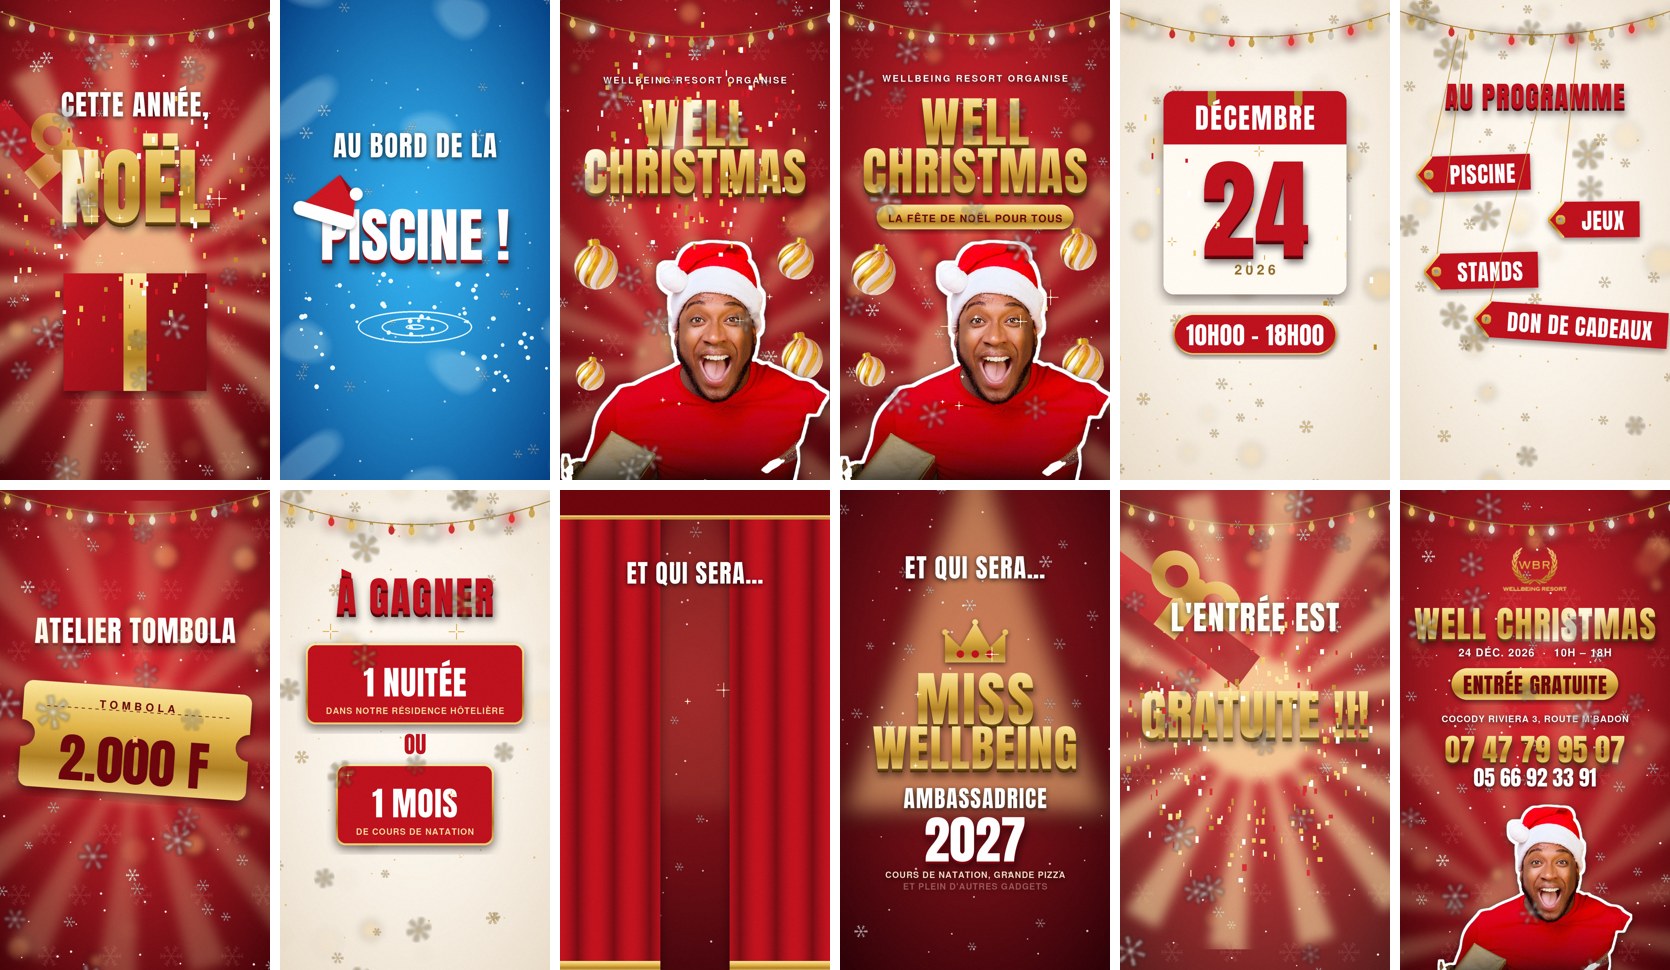 CETTE ANNÉE,
NOËL
AU BORD DE LA
PISCINE !
WELLBEING RESORT ORGANISE
WELL
CHRISTMAS
WELLBEING RESORT ORGANISE
WELL
CHRISTMAS
LA FÊTE DE NOËL POUR TOUS
DÉCEMBRE
24
2026
10H00 - 18H00
AU PROGRAMME
PISCINE
JEUX
STANDS
DON DE CADEAUX
ATELIER TOMBOLA
TOMBOLA
2.000 F
À GAGNER
1 NUITÉE
DANS NOTRE RÉSIDENCE HÔTELIÈRE
OU
1 MOIS
DE COURS DE NATATION
ET QUI SERA...
ET QUI SERA...
MISS
WELLBEING
AMBASSADRICE
2027
COURS DE NATATION, GRANDE PIZZA
ET PLEIN D'AUTRES GADGETS
L'ENTRÉE EST
GRATUITE !!!
WBR
WELLBEING RESORT
WELL CHRISTMAS
24 DÉC. 2026 · 10H – 18H
ENTRÉE GRATUITE
COCODY RIVIERA 3, ROUTE M'BADON
07 47 79 95 07
05 66 92 33 91